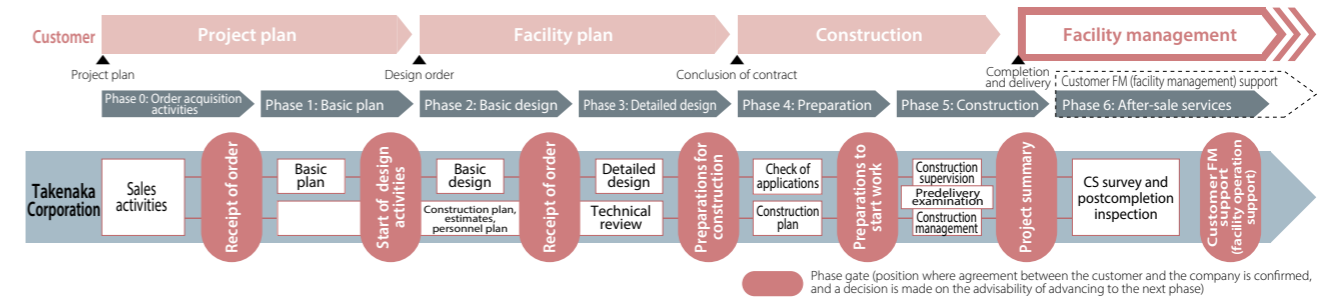 Customer
Project plan
Facility plan
Construction
Facility management
Project plan
Design order
Conclusion of contract
Completion
and delivery
Customer FM (facility management) support
Phase 0: Order acquisition
activities
Phase 1: Basic plan
Phase 2: Basic design
Phase 3: Detailed design
Phase 4: Preparation
Phase 5: Construction
Phase 6: After-sale services
Takenaka
Corporation
Sales
activities
Receipt of order
Basic
plan
Start of design
activities
Basic
design
Construction plan,
estimates,
personnel plan
Receipt of order
Detailed
design
Technical
review
Preparations for
construction
Check of
applications
Construction
plan
Preparations to
start work
Construction
supervision
Predelivery
examination
Construction
management
Project summary
CS survey and
postcompletion
inspection
Customer FM
support
(facility operation
support)
Phase gate (position where agreement between the customer and the company is confirmed,
and a decision is made on the advisability of advancing to the next phase)